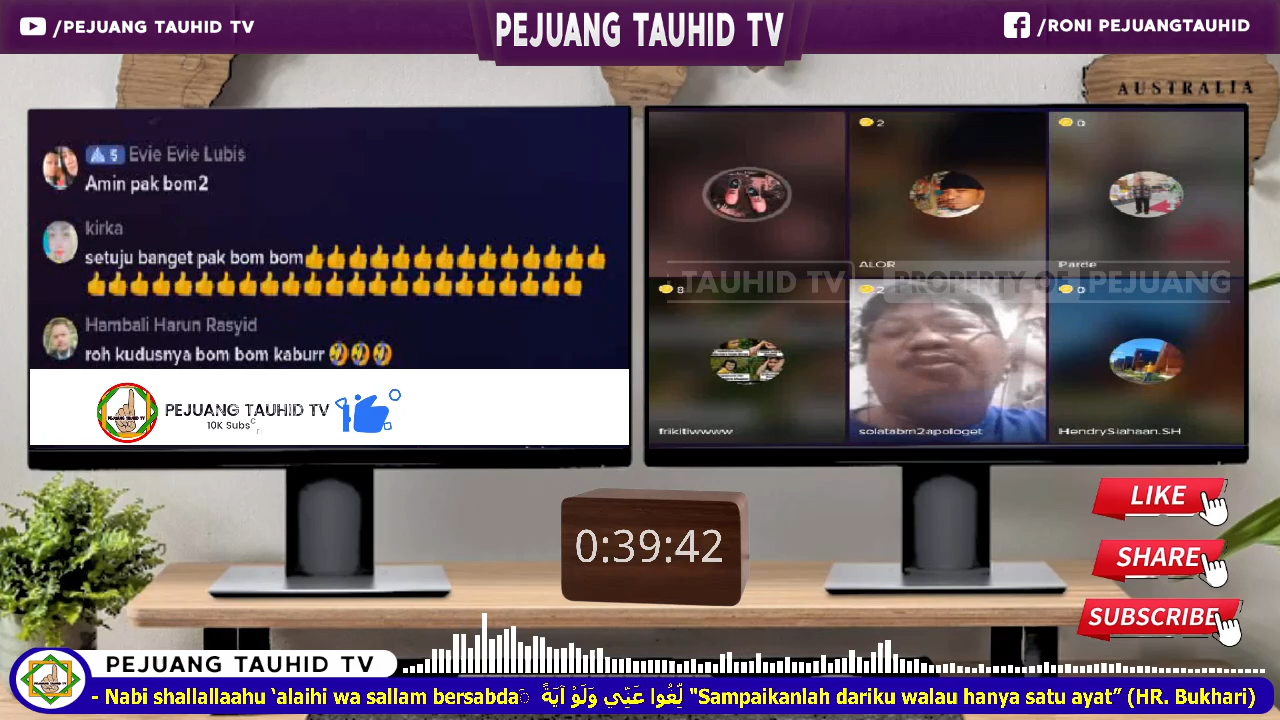 /PEJUANG TAUHID TV
PEJUANG TAUHID TV
/RONI PEJUANGTAUHID
AUSTRALIA
5 Evie Evie Lubis
Amin pak bom2
kirka
setuju banget pak bom bom👍👍👍👍👍👍👍👍👍👍👍👍👍👍
👍👍👍👍👍👍👍👍👍👍👍👍👍👍👍👍👍👍👍👍👍👍👍
Hambali Harun Rasyid
roh kudusnya bom bom kaburr 🤣🤣🤣
PEJUANG TAUHID TV
10K Subs
2
0
ALOR
Parde
TAUHID TV
PROPERTY OF PEJUANG
8
2
0
frikitiwwww
solatabm2apologet
HendrySiahaan.SH
0:39:42
LIKE
SHARE
SUBSCRIBE
PEJUANG TAUHID TV
- Nabi shallallaahu ‘alaihi wa sallam bersabda لِّغُوا عَنِّي وَلَوْ آيَةً "Sampaikanlah dariku walau hanya satu ayat” (HR. Bukhari)